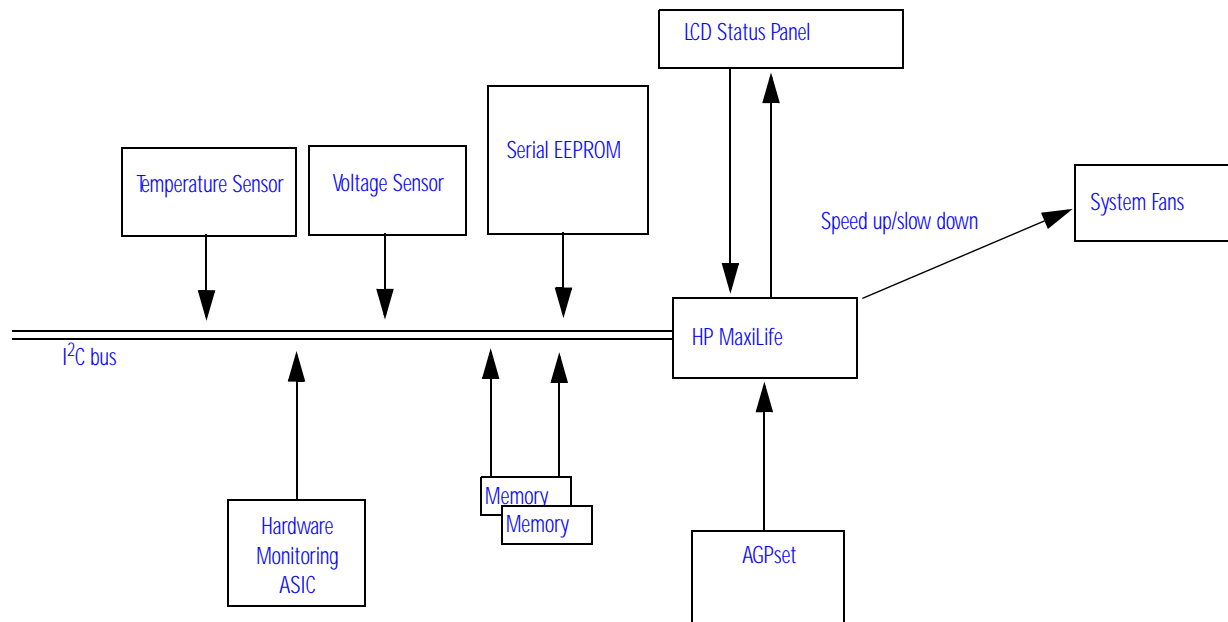 LCD Status Panel
Serial EEPROM
Temperature Sensor
Voltage Sensor
System Fans
Speed up/slow down
HP MaxiLife
I²C bus
Memory
Memory
Hardware
Monitoring
ASIC
AGPset